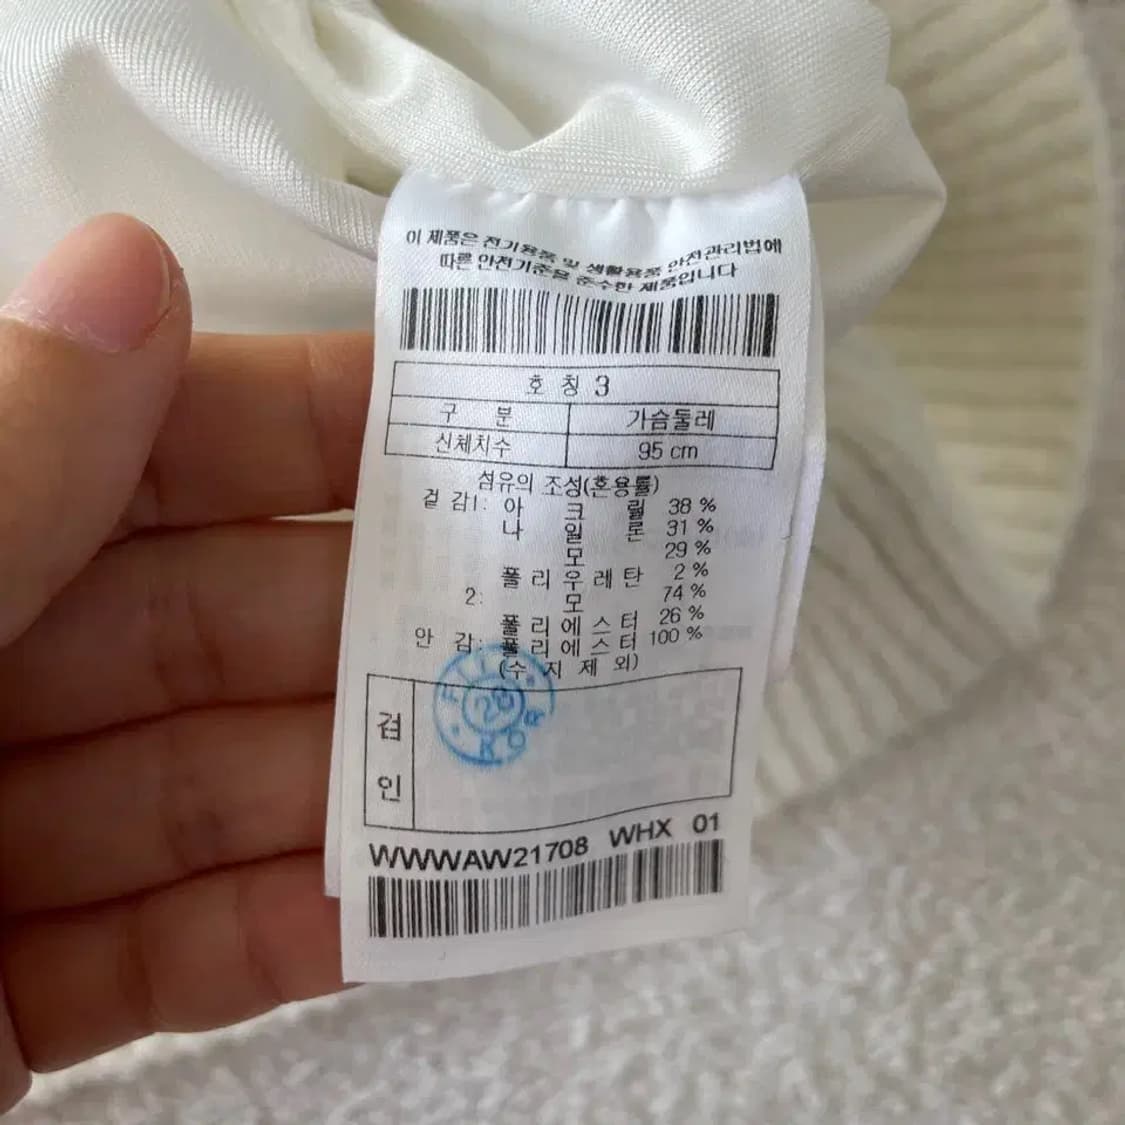 이 제품은 전기용품 및 생활용품 안전관리법에
따른 안전기준을 준수한 제품입니다
호 칭 3
구 분 가슴둘레
신체치수 95 cm
섬유의 조성(혼용률)
겉 감1: 아 크 릴 38 %
나 일 론 31 %
모 29 %
폴 리 우 레 탄 2 %
2: 모 74 %
폴 리 에 스 터 26 %
안 감: 폴 리 에 스 터 100 %
(수 지 제 외)
검
인
WWWAW21708 WHX 01